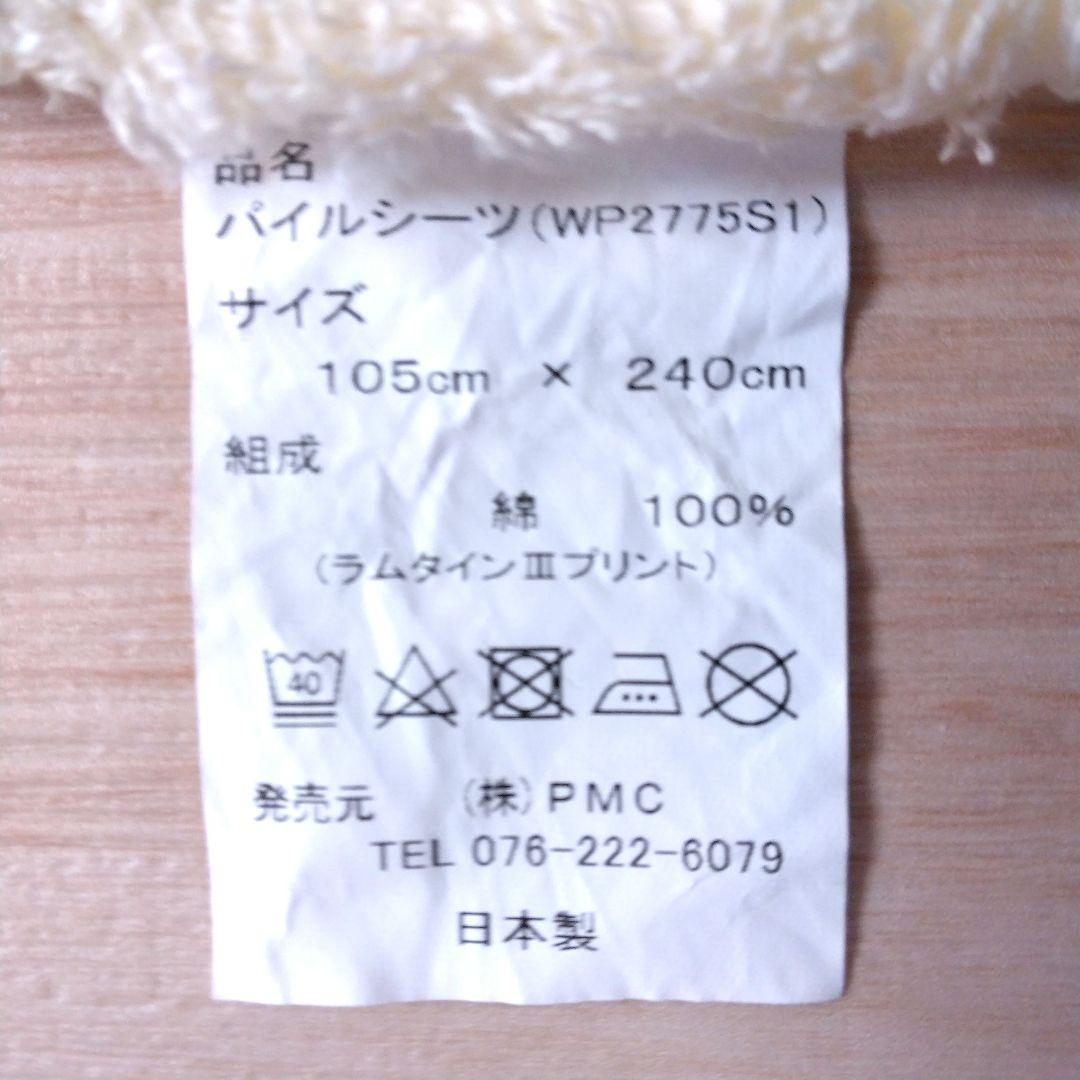 品名
パイルシーツ(WP2775S1)
サイズ
105cm × 240cm
組成
綿 100%
(ラムタインⅢプリント)
40
発売元 (株)PMC
TEL 076-222-6079
日本製